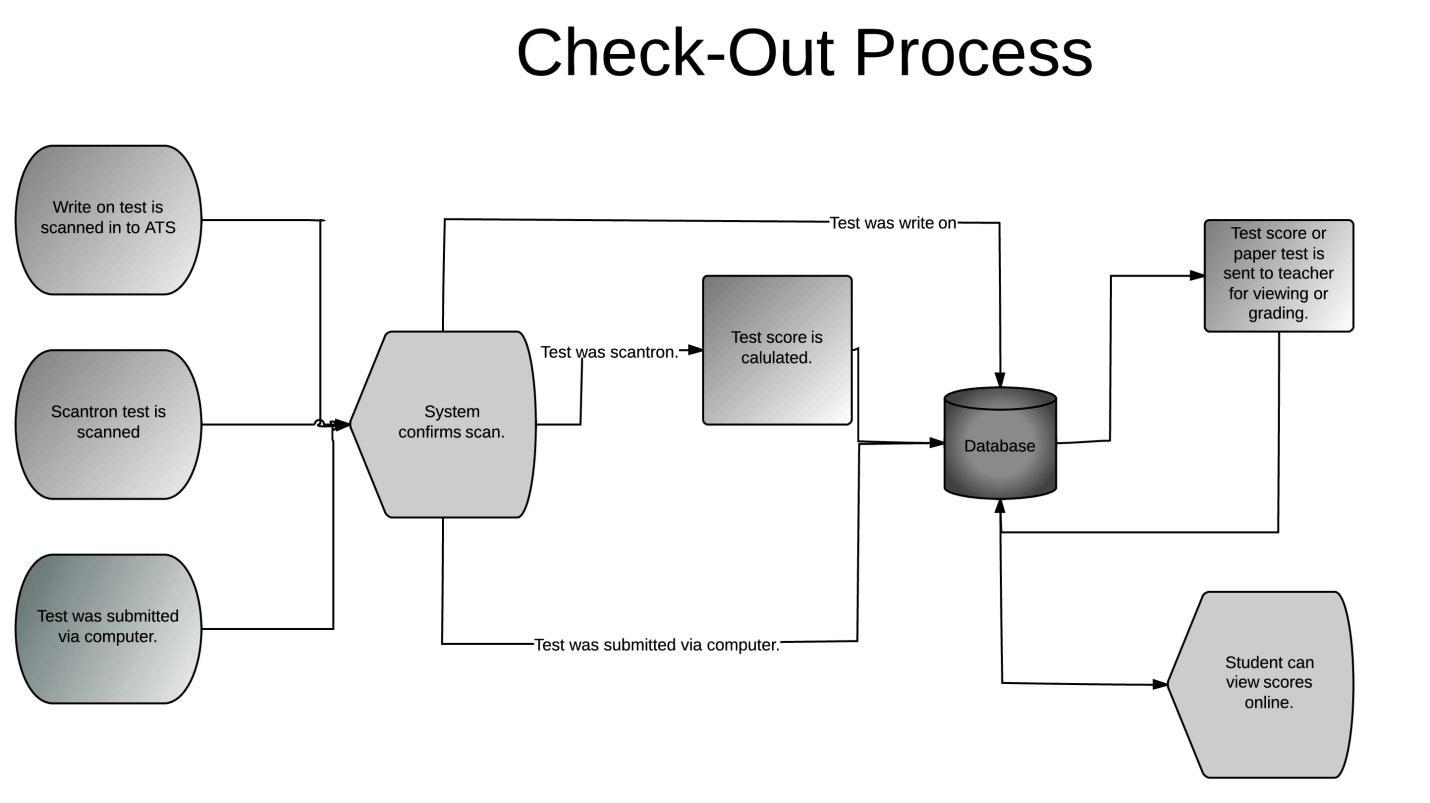 Check-Out Process
Write on test is
scanned in to ATS
Scantron test is
scanned
Test was submitted
via computer.
System
confirms scan.
Test was write on
Test was scantron.
Test was submitted via computer.
Test score is
calulated.
Database
Test score or
paper test is
sent to teacher
for viewing or
grading.
Student can
view scores
online.